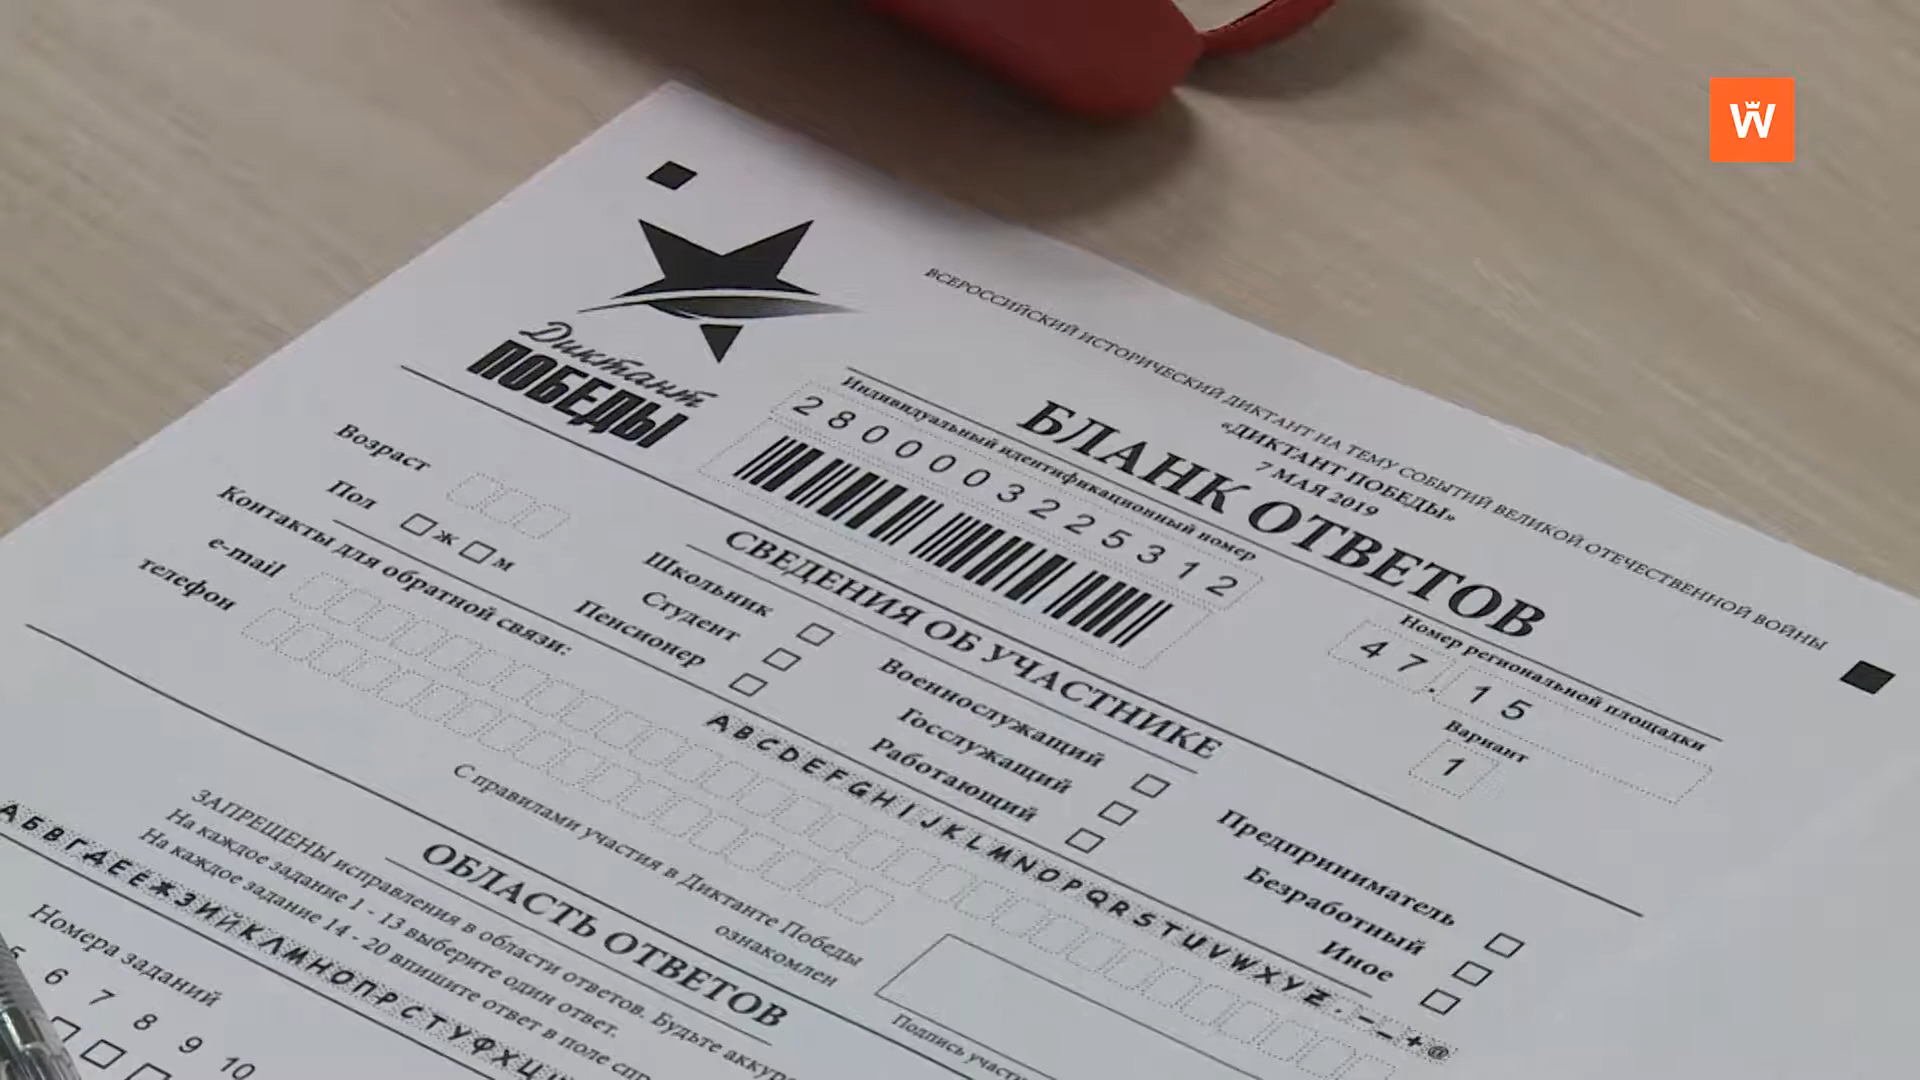 W
ВСЕРОССИЙСКИЙ ИСТОРИЧЕСКИЙ ДИКТАНТ НА ТЕМУ СОБЫТИЙ ВЕЛИКОЙ ОТЕЧЕСТВЕННОЙ ВОЙНЫ
«ДИКТАНТ ПОБЕДЫ»
7 МАЯ 2019
Диктант
ПОБЕДЫ
БЛАНК ОТВЕТОВ
Индивидуальный идентификационный номер
2800003225312
Номер региональной площадки
47.15
Вариант
1
СВЕДЕНИЯ ОБ УЧАСТНИКЕ
Возраст
Пол
ж м
Школьник
Студент
Пенсионер
Военнослужащий
Госслужащий
Работающий
Предприниматель
Безработный
Иное
Контакты для обратной связи:
ABCDEFGHIJKLMNOPQRSTUVWXYZ.-_+@
e-mail
телефон
С правилами участия в Диктанте Победы
ознакомлен
Подпись
ОБЛАСТЬ ОТВЕТОВ
ЗАПРЕЩЕНЫ исправления в области ответов. Будьте
На каждое задание 1 - 13 выберите один ответ.
На каждое задание 14 - 20 впишите ответ в поле
АБВГДЕЁЖЗИЙКЛМНОПРСТУФХЦ
Номера заданий
5 6 7 8 9 10